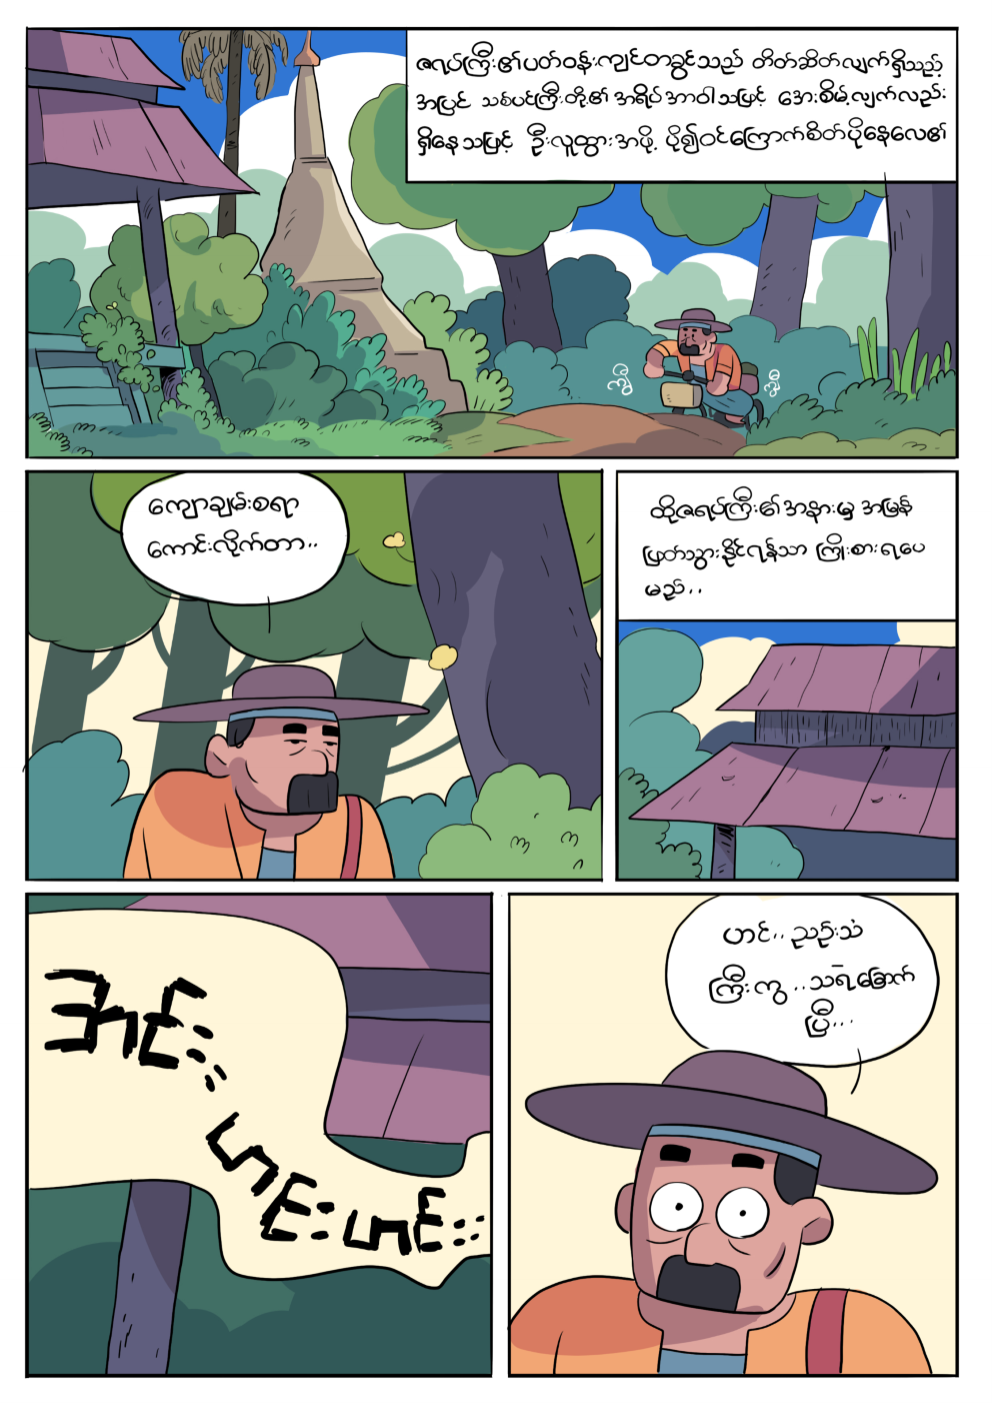 ဇရပ်ကြီး၏ပတ်ဝန်းကျင်တခွင်သည် တိတ်ဆိတ်လျက်ရှိသည့်
အပြင် သစ်ပင်ကြီးတို့၏ အရိပ်အာဝါသဖြင့် အေးစိမ့်လျက်လည်း
ရှိနေသဖြင့် ဦးလူထွားအဖို့ ပို၍ဝင်ကြောက်စိတ်ပိုနေလေ၏
ကျွီ
ကျွီ
ကျောချမ်းစရာ
ကောင်းလိုက်တာ..
ထိုဇရပ်ကြီး၏အနားမှ အမြန်
ဖြတ်သွားနိုင်ရန်သာ ကြိုးစားရပေ
မည်..
အင်း..
ဟင်းဟင်း..
ဟင်..ညည်းသံ
ကြီးကွ..သရဲခြောက်
ပြီ...